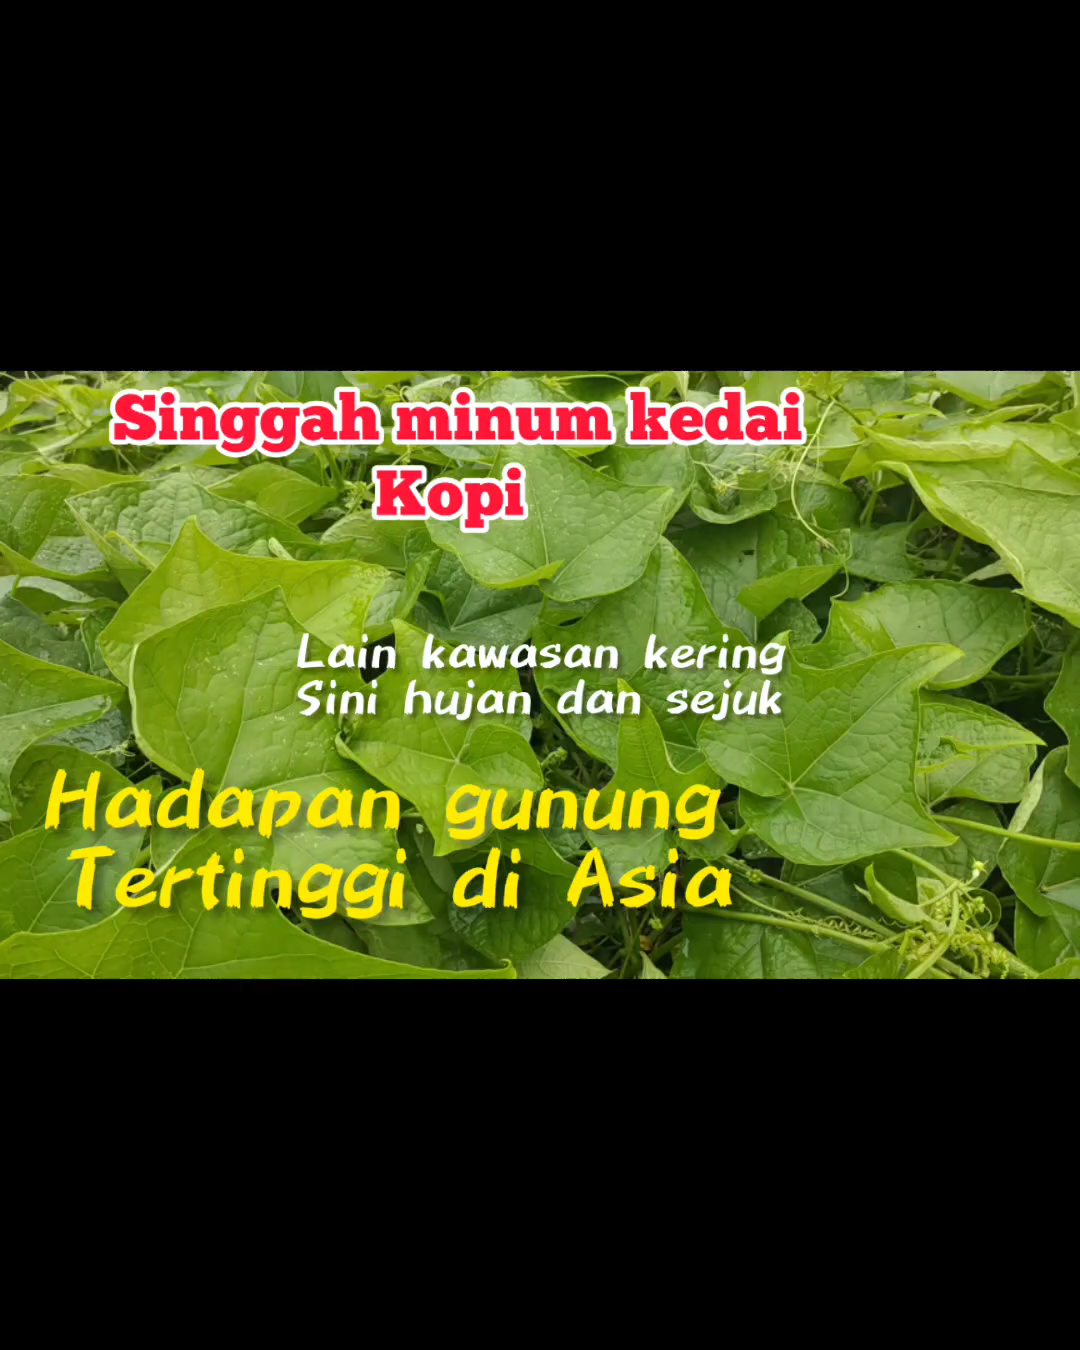 Singgah minum kedai
Kopi
Lain kawasan kering
Sini hujan dan sejuk
Hadapan gunung
Tertinggi di Asia